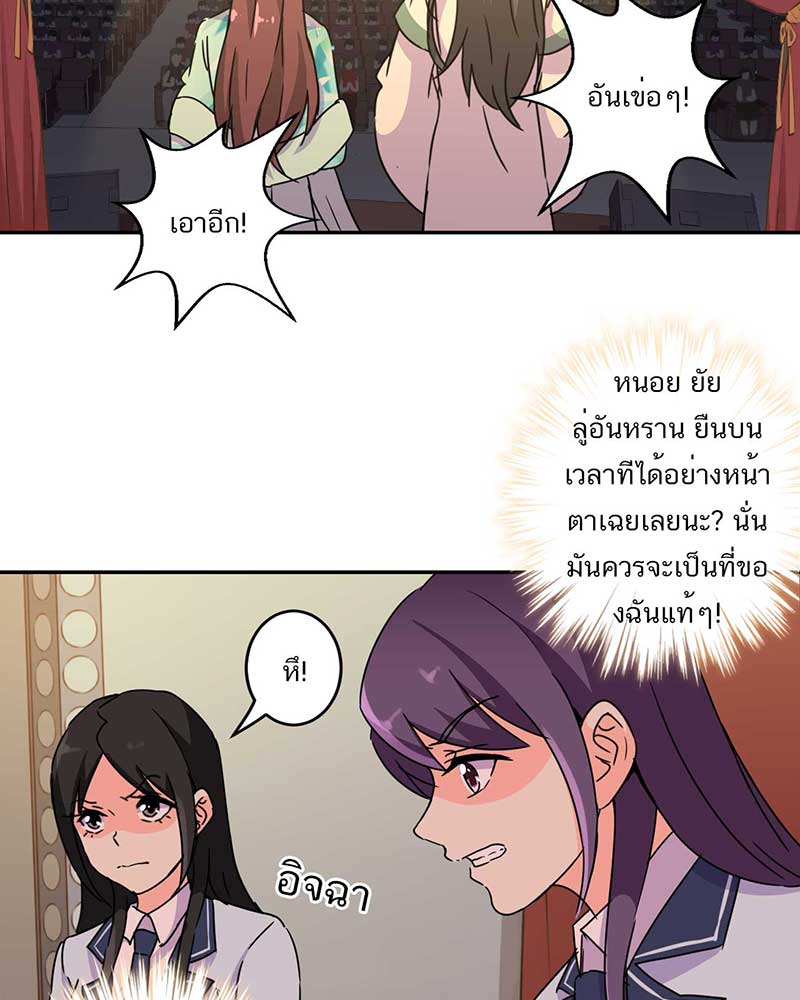 อันเข่อๆ!
เอาอีก!
หนอย ยัย
ลู่อันหราน ยืนบน
เวลาทีได้อย่างหน้า
ตาเฉยเลยนะ? นั่น
มันควรจะเป็นที่ขอ
งฉันแท้ๆ!
หึ!
อิจฉา